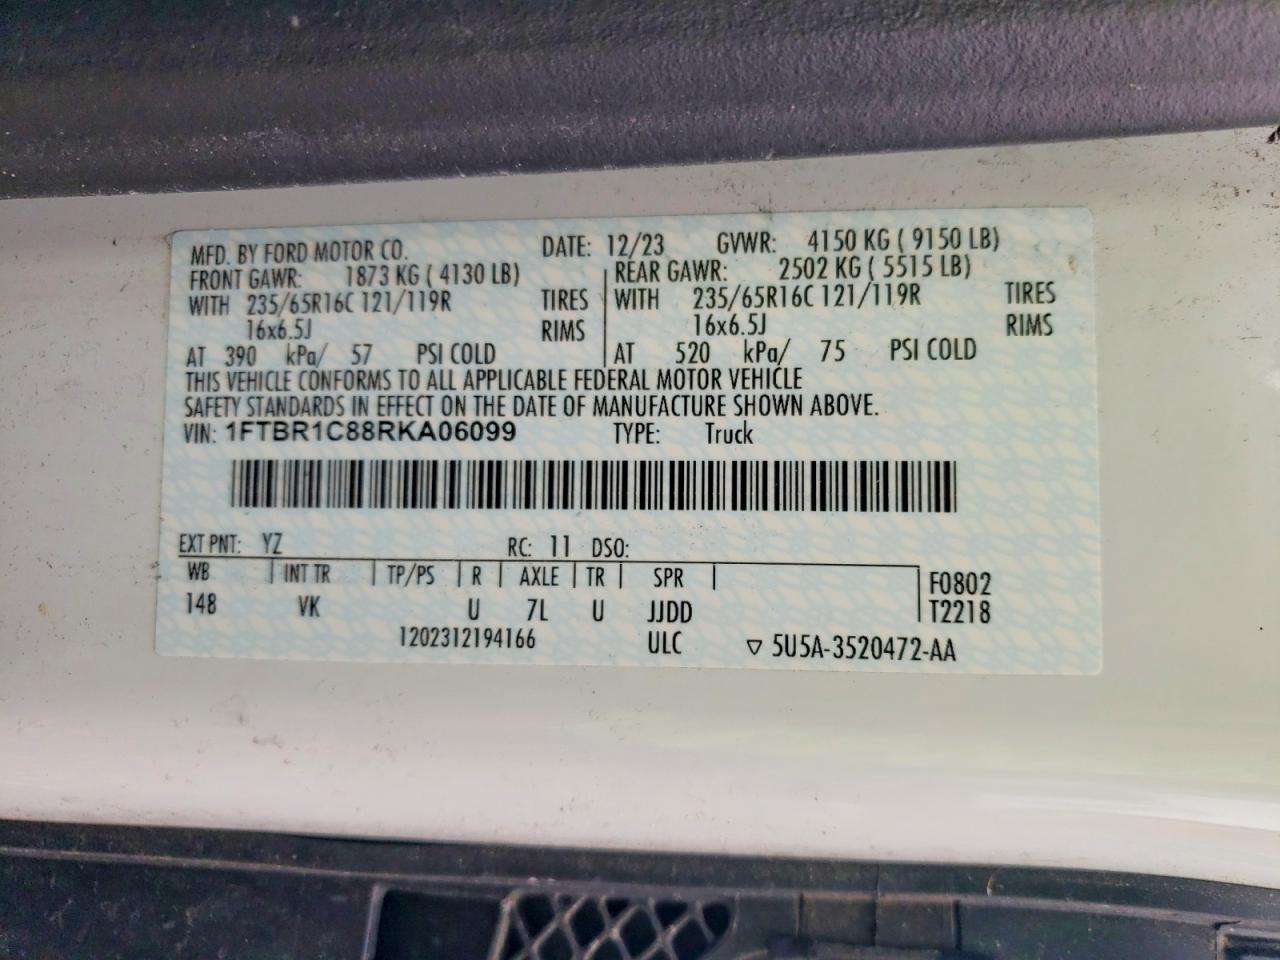 MFD. BY FORD MOTOR CO. DATE: 12/23 GVWR: 4150 KG ( 9150 LB)
FRONT GAWR: 1873 KG ( 4130 LB) REAR GAWR: 2502 KG ( 5515 LB)
WITH 235/65R16C 121/119R TIRES WITH 235/65R16C 121/119R TIRES
16x6.5J RIMS 16x6.5J RIMS
AT 390 kPa/ 57 PSI COLD AT 520 kPa/ 75 PSI COLD
THIS VEHICLE CONFORMS TO ALL APPLICABLE FEDERAL MOTOR VEHICLE
SAFETY STANDARDS IN EFFECT ON THE DATE OF MANUFACTURE SHOWN ABOVE.
VIN: 1FTBR1C88RKA06099 TYPE: Truck
EXT PNT: YZ RC: 11 DSO:
WB INT TR TP/PS R AXLE TR SPR F0802
148 VK U 7L U JJDD T2218
1202312194166 ULC ▽ 5U5A-3520472-AA